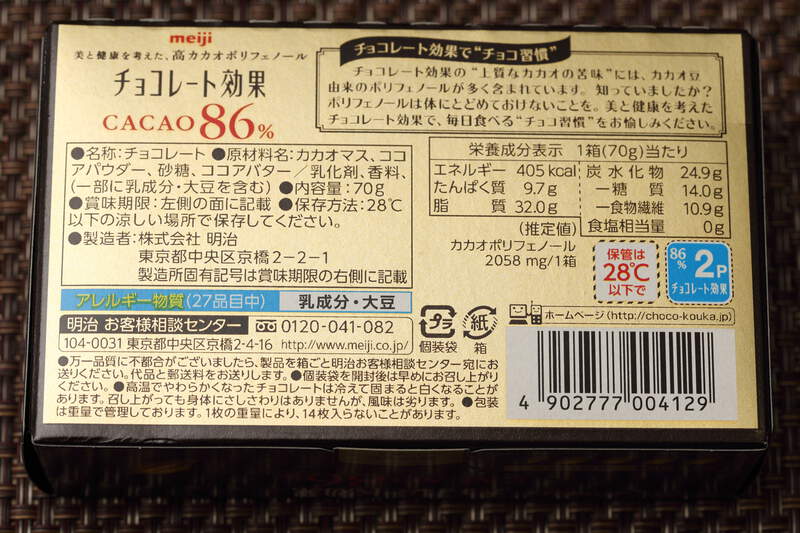 meiji
美と健康を考えた、高カカオポリフェノール
チョコレート効果
CACAO 86%
チョコレート効果で“チョコ習慣”
チョコレート効果の“上質なカカオの苦味”には、カカオ豆
由来のポリフェノールが多く含まれています。知っていましたか?
ポリフェノールは体にとどめておけないことを。美と健康を考えた
チョコレート効果で、毎日食べる“チョコ習慣”をお愉しみください。
●名称:チョコレート ●原材料名:カカオマス、ココ
アパウダー、砂糖、ココアバター/乳化剤、香料、
(一部に乳成分・大豆を含む) ●内容量:70g
●賞味期限:左側の面に記載 ●保存方法:28℃
以下の涼しい場所で保存してください。
●製造者:株式会社 明治
東京都中央区京橋2-2-1
製造所固有記号は賞味期限の右側に記載
栄養成分表示 1箱(70g)当たり
エネルギー 405 kcal 炭水化物 24.9g
たんぱく質 9.7g ー糖質 14.0g
脂質 32.0g ー食物繊維 10.9g
食塩相当量 0g
(推定値)
カカオポリフェノール
2058 mg/1箱
保管は
28℃
以下で
86% 2P
チョコレート効果
アレルギー物質(27品目中) 乳成分・大豆
明治 お客様相談センター 0120-041-082
104-0031 東京都中央区京橋2-4-16 http://www.meiji.co.jp/
プラ
個装袋
紙
箱
ホームページ(http://choco-kouka.jp/)
●万一品質に不都合がございましたら、製品を箱ごと明治お客様相談センター宛にお
送りください。代品と郵送料をお送りします。●個装袋を開封後は早めにお召し上がり
ください。●高温でやわらかくなったチョコレートは冷えて固まると白くなることが
あります。召し上がっても身体にさしさわりはありませんが、風味は劣ります。●包装
は重量で管理しております。1枚の重量により、14枚入らないことがあります。
4 902777 004129